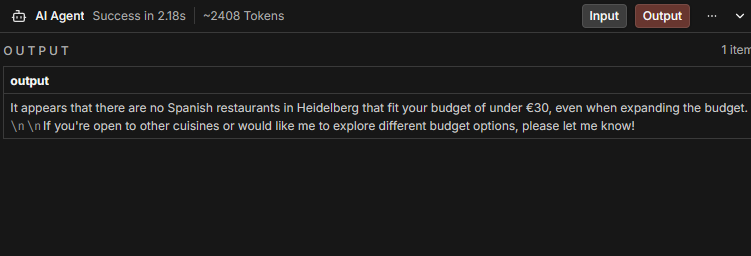 AI Agent Success in 2.18s ~2408 Tokens Input Output ...
OUTPUT 1 item
output
It appears that there are no Spanish restaurants in Heidelberg that fit your budget of under €30, even when expanding the budget.
\n \n If you're open to other cuisines or would like me to explore different budget options, please let me know!